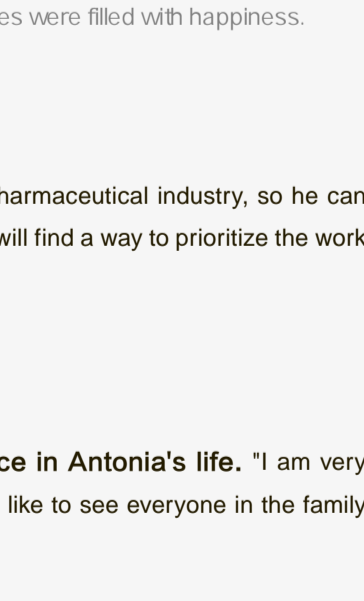 es were filled with happiness.
harmaceutical industry, so he can
will find a way to prioritize the work
ce in Antonia's life. "I am very
like to see everyone in the family